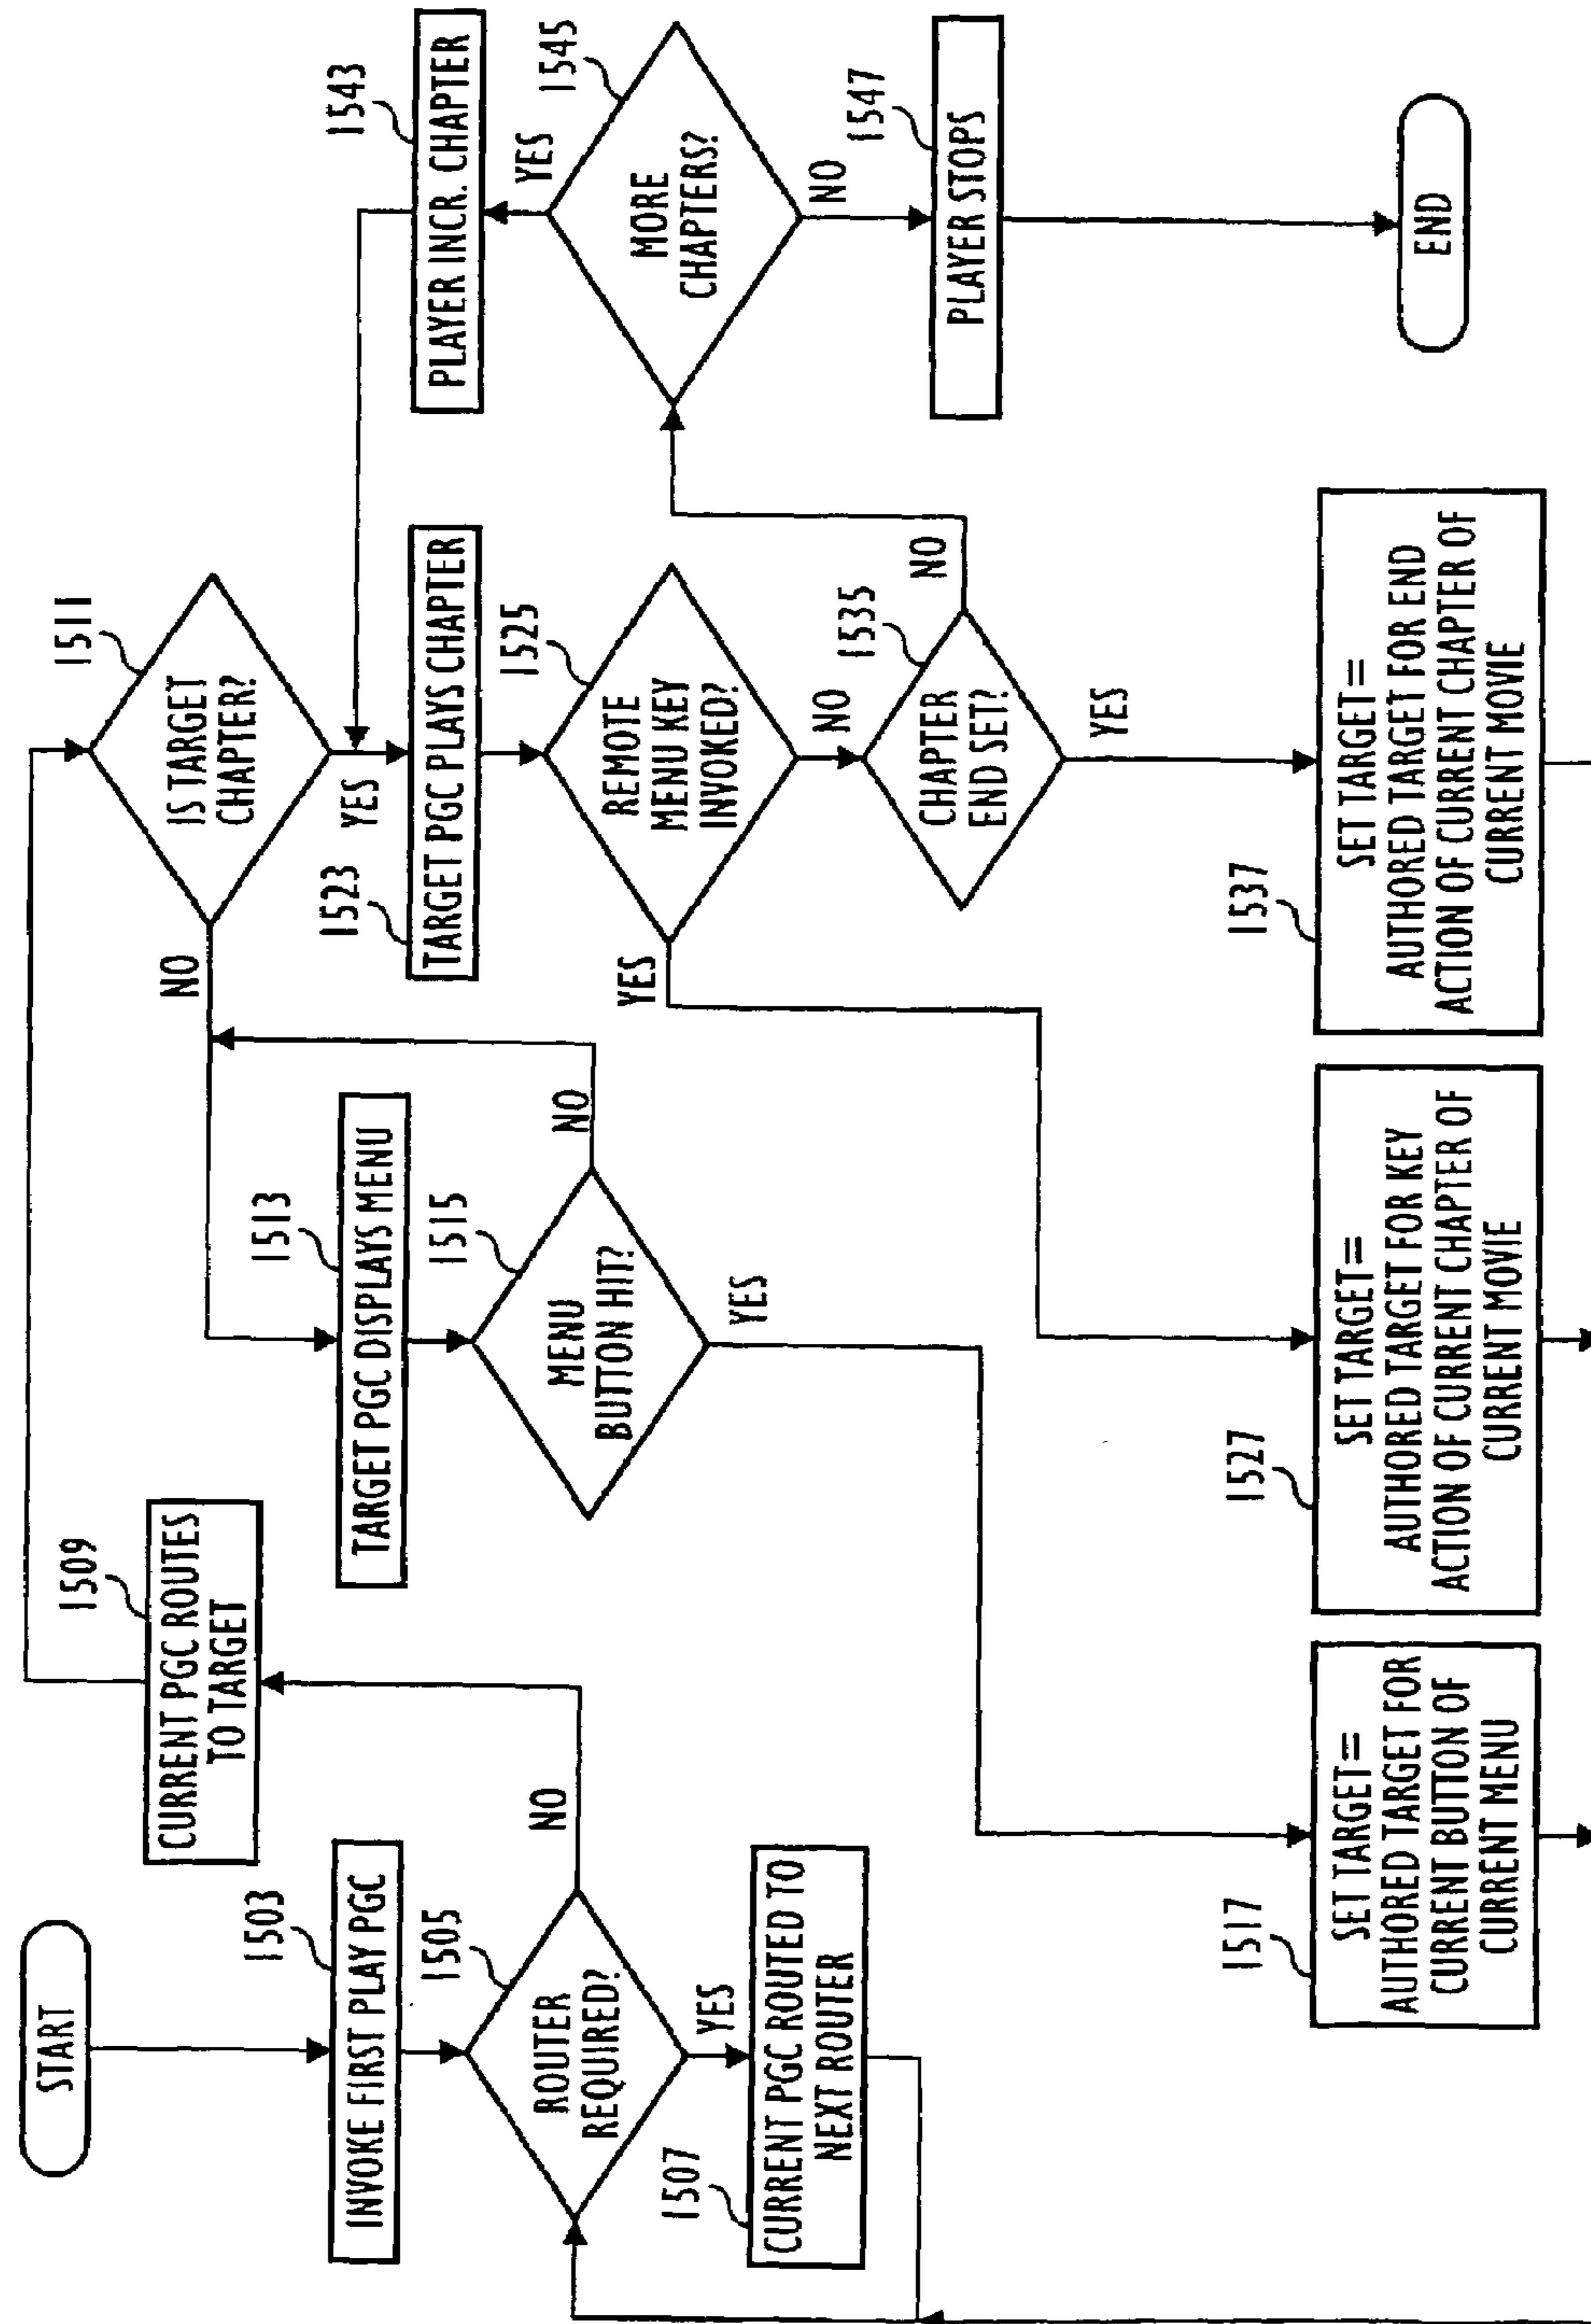 START
1503
INVOKE FIRST PLAY PGC
1505
ROUTER
REQUIRED?
NO
YES
1507
CURRENT PGC ROUTED TO
NEXT ROUTER
1509
CURRENT PGC ROUTES
TO TARGET
1511
IS TARGET
CHAPTER?
NO
YES
1513
TARGET PGC DISPLAYS MENU
1515
MENU
BUTTON HIT?
NO
YES
1517
SET TARGET=
AUTHORED TARGET FOR
CURRENT BUTTON OF
CURRENT MENU
1523
TARGET PGC PLAYS CHAPTER
1525
REMOTE
MENU KEY
INVOKED?
YES
NO
1527
SET TARGET=
AUTHORED TARGET FOR KEY
ACTION OF CURRENT CHAPTER OF
CURRENT MOVIE
1535
CHAPTER
END SET?
NO
YES
1537
SET TARGET=
AUTHORED TARGET FOR END
ACTION OF CURRENT CHAPTER OF
CURRENT MOVIE
1543
PLAYER INCR. CHAPTER
1545
MORE
CHAPTERS?
YES
NO
1547
PLAYER STOPS
END